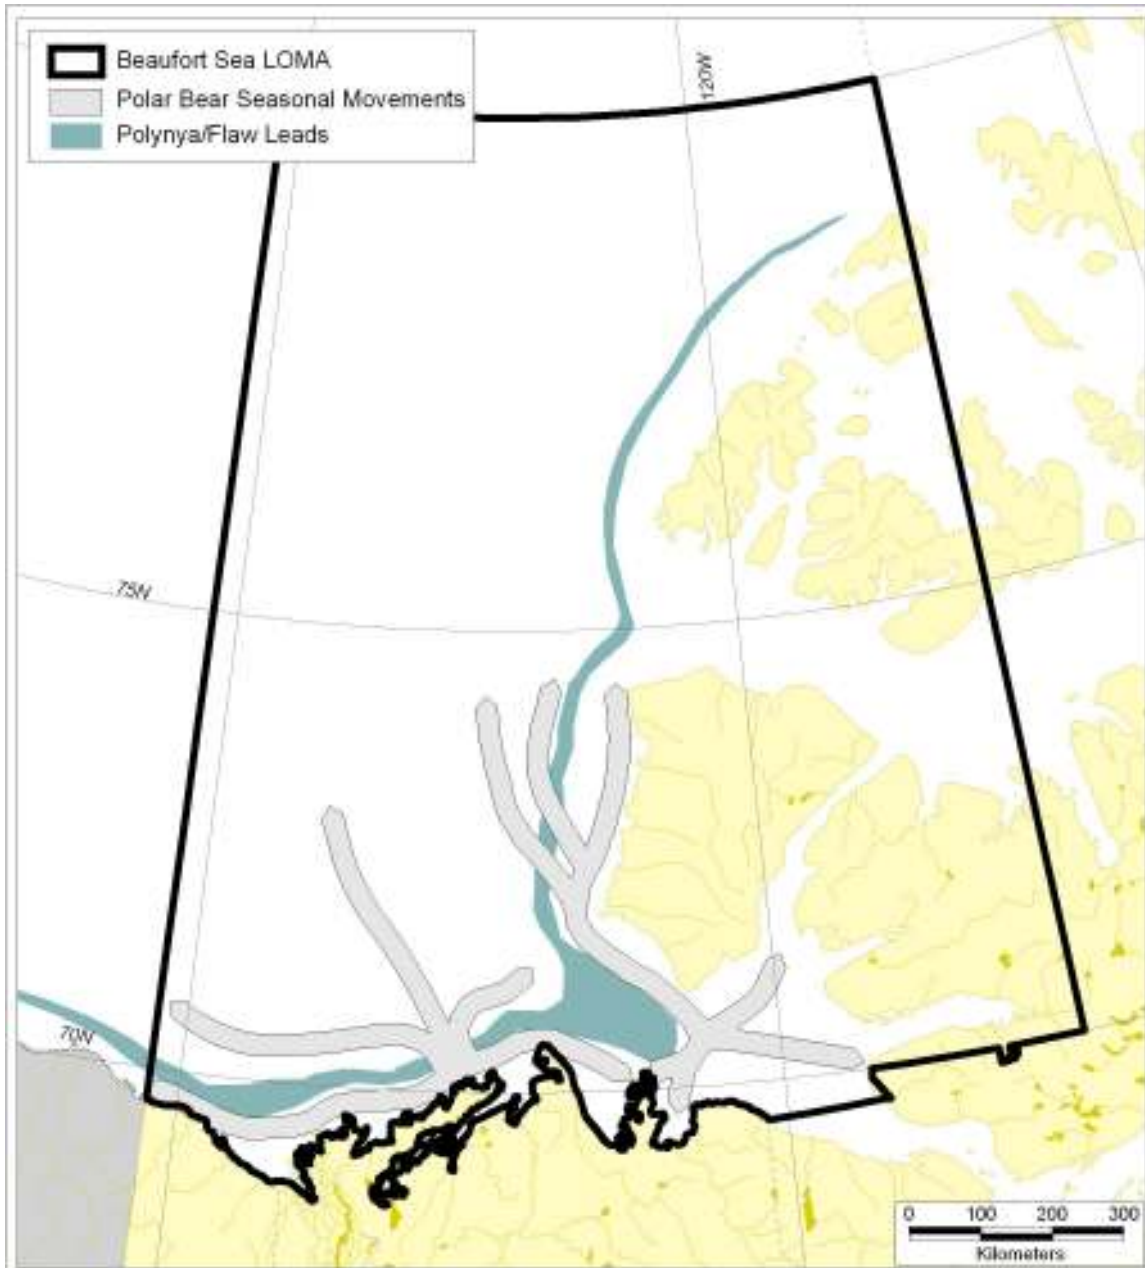 Beaufort Sea LOMA
Polar Bear Seasonal Movements
Polynya/Flaw Leads
120W
75N
70N
0 100 200 300
Kilometers